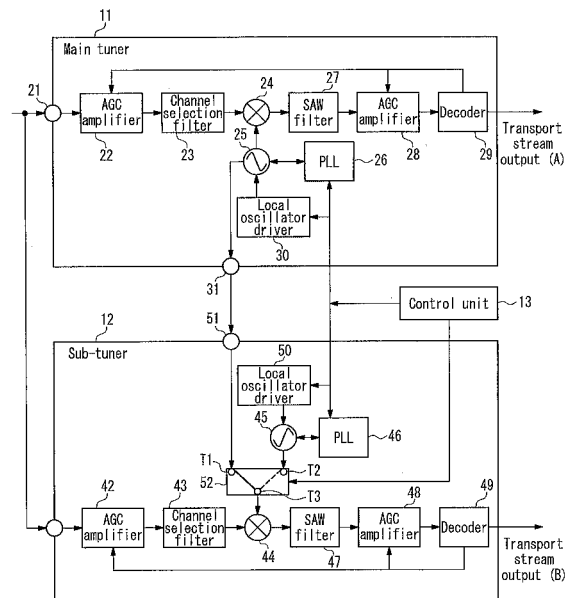 11
Main tuner
21
AGC
amplifier
22
Channel
selection
filter
23
24
27
SAW
filter
AGC
amplifier
28
Decoder
29
Transport
stream
output (A)
25
PLL
26
Local
oscillator
driver
30
31
51
Control unit
13
12
Sub-tuner
50
Local
oscillator
driver
45
PLL
46
T1
T2
52
T3
42
AGC
amplifier
43
Channel
selection
filter
44
SAW
filter
47
48
AGC
amplifier
49
Decoder
Transport
stream
output (B)